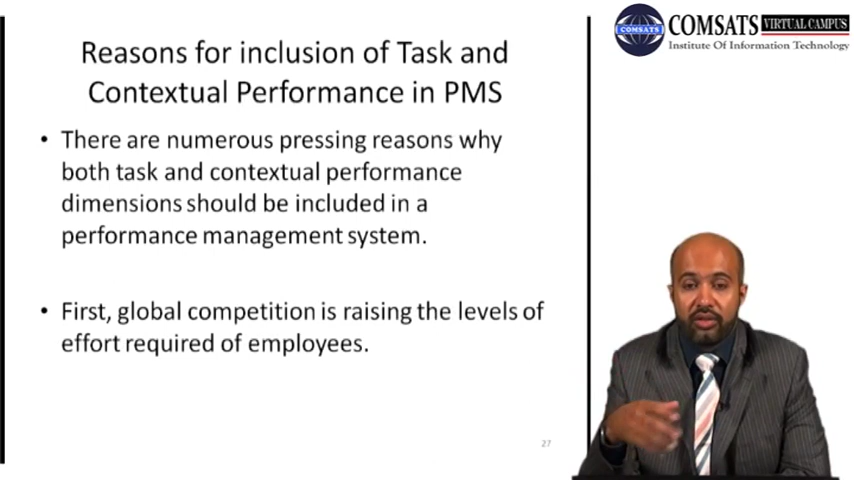 Reasons for inclusion of Task and
Contextual Performance in PMS
• There are numerous pressing reasons why
both task and contextual performance
dimensions should be included in a
performance management system.
• First, global competition is raising the levels of
effort required of employees.
27
COMSATS
COMSATS VIRTUAL CAMPUS
Institute Of Information Technology